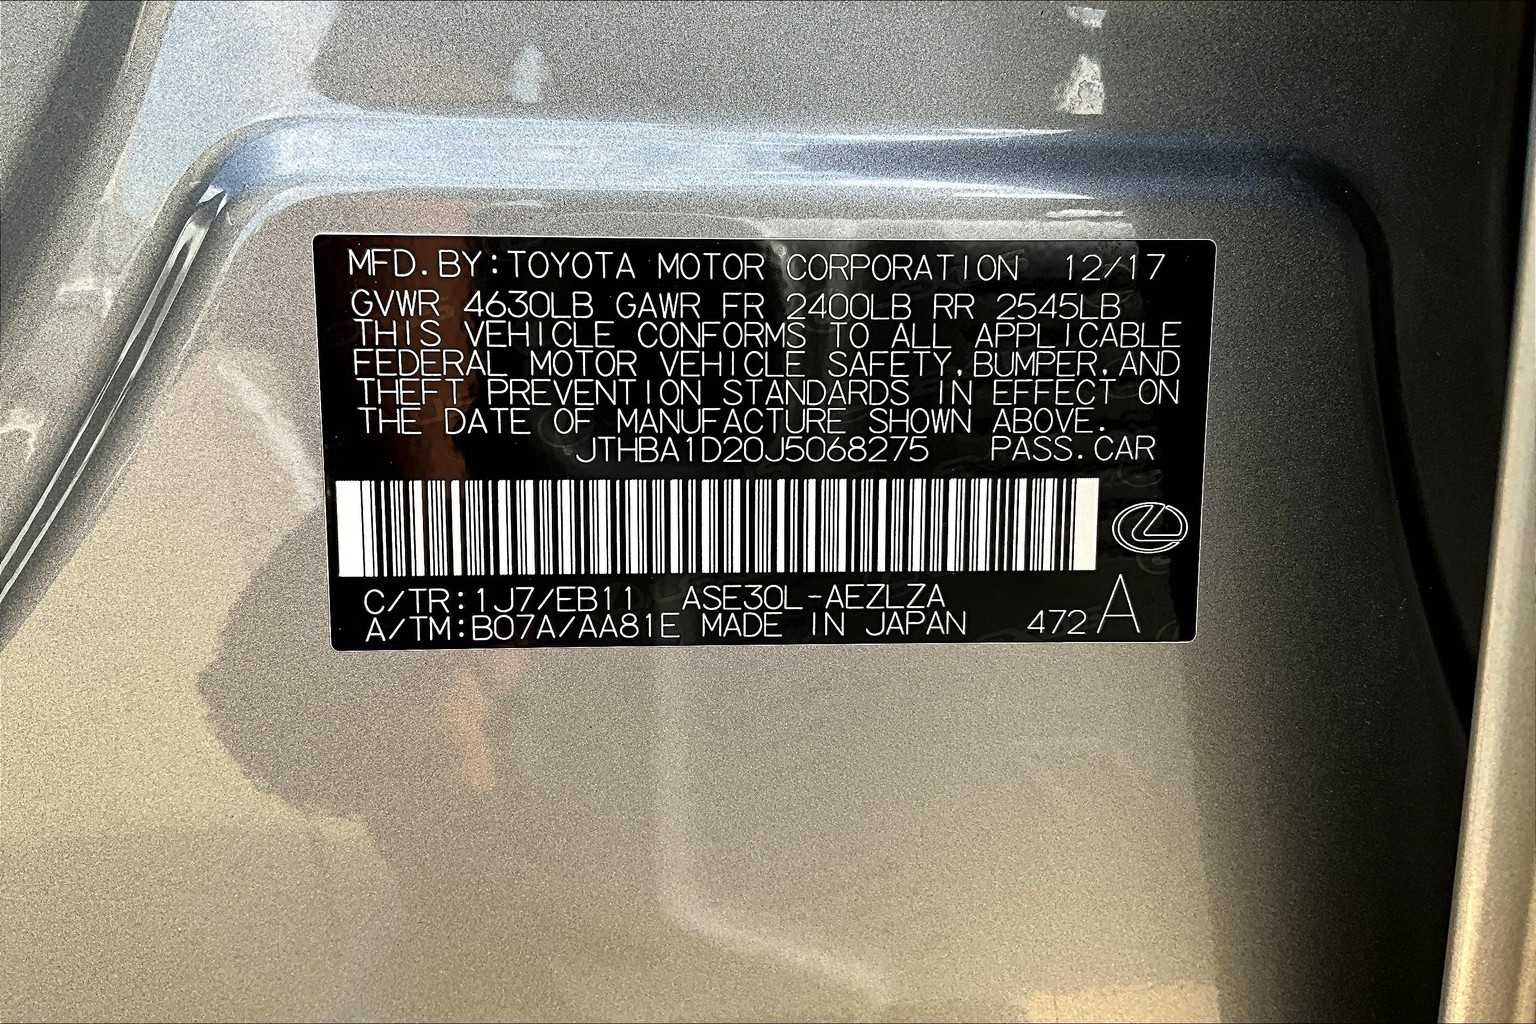 MFD. BY: TOYOTA MOTOR CORPORATION 12/17
GVWR 4630LB GAWR FR 2400LB RR 2545LB
THIS VEHICLE CONFORMS TO ALL APPLICABLE
FEDERAL MOTOR VEHICLE SAFETY, BUMPER, AND
THEFT PREVENTION STANDARDS IN EFFECT ON
THE DATE OF MANUFACTURE SHOWN ABOVE.
JTHBA1D20J5068275 PASS. CAR
C/TR: 1J7/EB11 ASE30L-AEZLZA
A/TM: B07A/AA81E MADE IN JAPAN 472 A